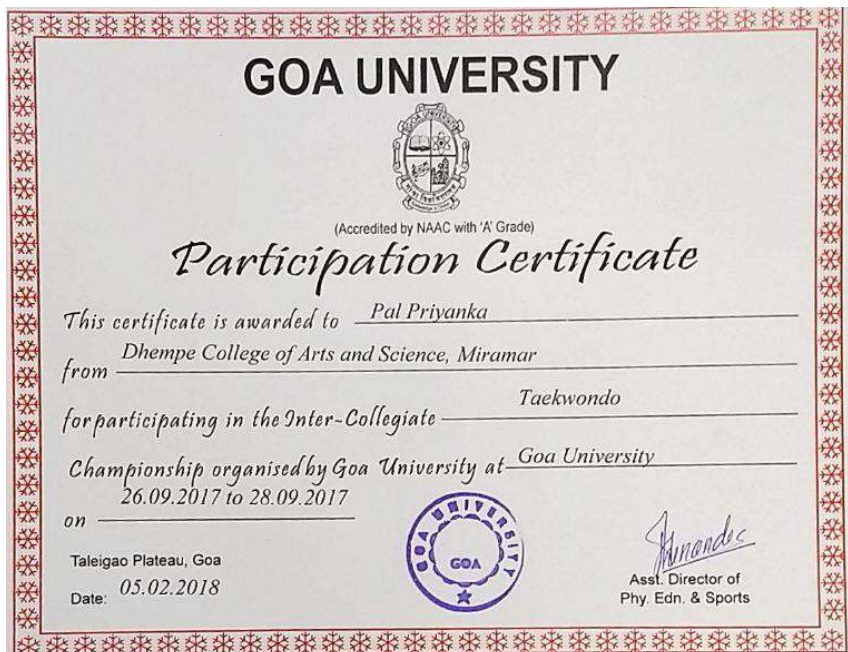 GOA UNIVERSITY
GOA UNIVERSITY
(Accredited by NAAC with 'A' Grade)
Participation Certificate
This certificate is awarded to Pal Priyanka
from Dhempe College of Arts and Science, Miramar
for participating in the Inter-Collegiate Taekwondo
Championship organised by Goa University at Goa University
on 26.09.2017 to 28.09.2017
GOA UNIVERSITY
GOA
Taleigao Plateau, Goa
Date: 05.02.2018
Asst. Director of
Phy. Edn. & Sports